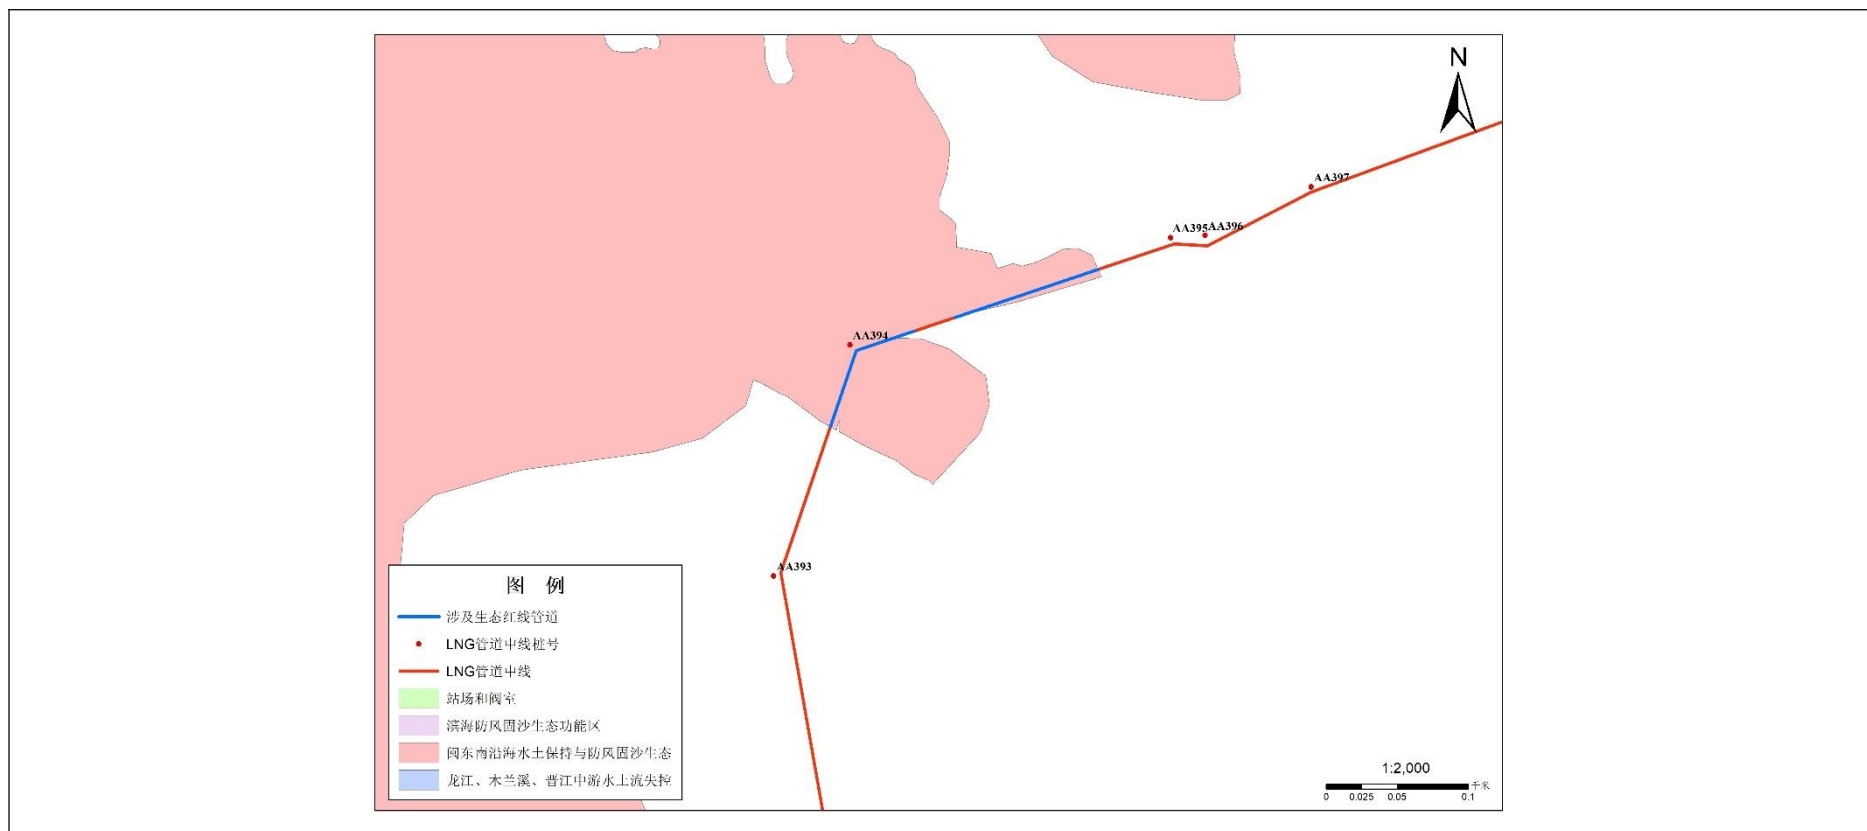 N
AA397
AA395
AA396
AA394
AA393
图 例
涉及生态红线管道
LNG管道中线桩号
LNG管道中线
站场和阀室
滨海防风固沙生态功能区
闽东南沿海水土保持与防风固沙生态
龙江、木兰溪、晋江中游水土流失控
1:2,000
千米
0 0.025 0.05 0.1